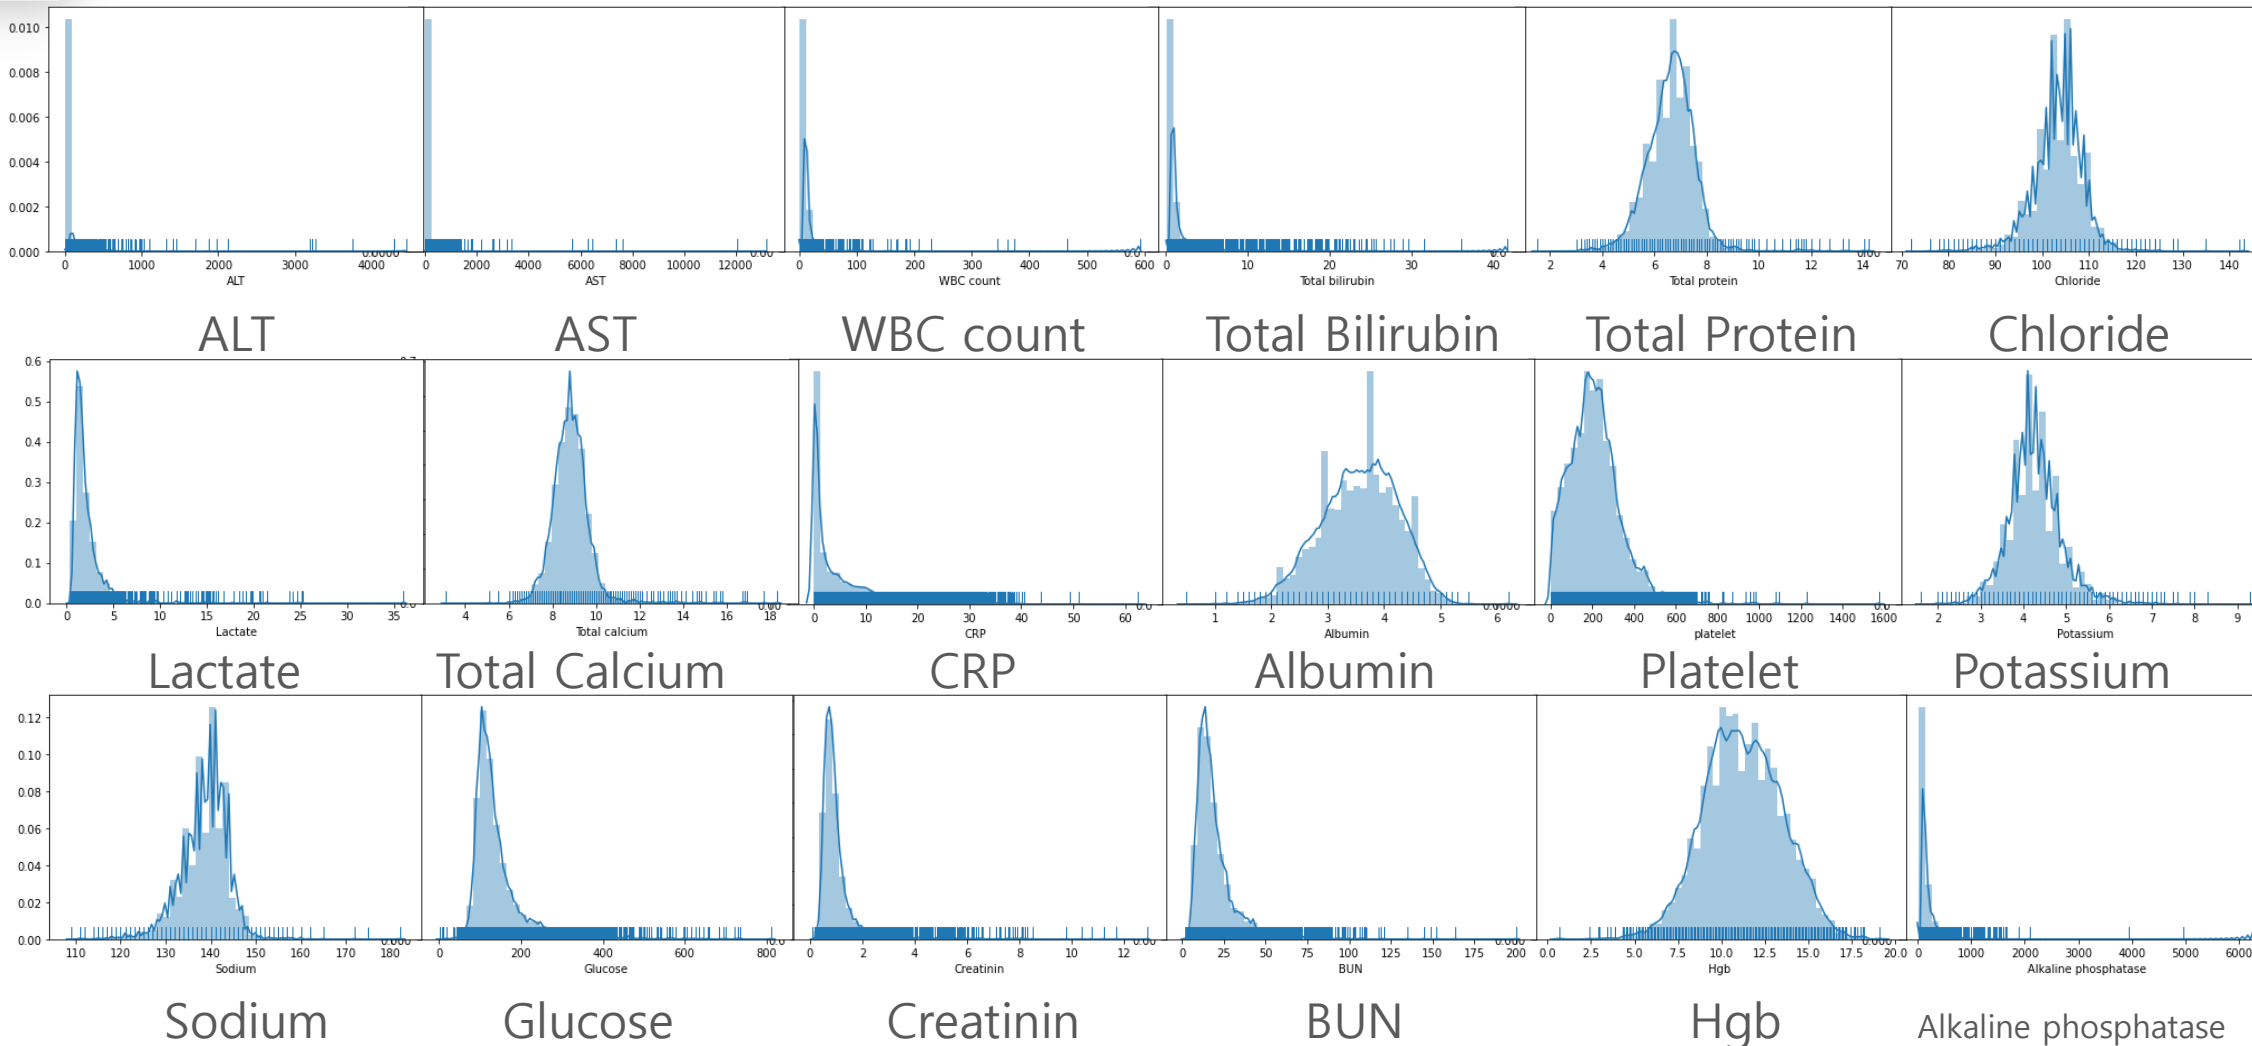 0.010
0.008
0.006
0.004
0.002
0.000
0 1000 2000 3000 4000
ALT
0 2000 4000 6000 8000 10000 12000
AST
0 100 200 300 400 500 600
WBC count
0 10 20 30 40
Total bilirubin
2 4 6 8 10 12 14
Total protein
70 80 90 100 110 120 130 140
Chloride
ALT AST WBC count Total Bilirubin Total Protein Chloride
0.6
0.5
0.4
0.3
0.2
0.1
0.0
0 5 10 15 20 25 30 35
Lactate
4 6 8 10 12 14 16 18
Total calcium
0 10 20 30 40 50 60
CRP
1 2 3 4 5 6
Albumin
0 200 400 600 800 1000 1200 1400 1600
platelet
2 3 4 5 6 7 8 9
Potassium
Lactate Total Calcium CRP Albumin Platelet Potassium
0.12
0.10
0.08
0.06
0.04
0.02
0.00
110 120 130 140 150 160 170 180
Sodium
0 200 400 600 800
Glucose
0 2 4 6 8 10 12
Creatinin
0 25 50 75 100 125 150 175 200
BUN
0.0 2.5 5.0 7.5 10.0 12.5 15.0 17.5 20.0
Hgb
0 1000 2000 3000 4000 5000 6000
Alkaline phosphatase
Sodium Glucose Creatinin BUN Hgb Alkaline phosphatase